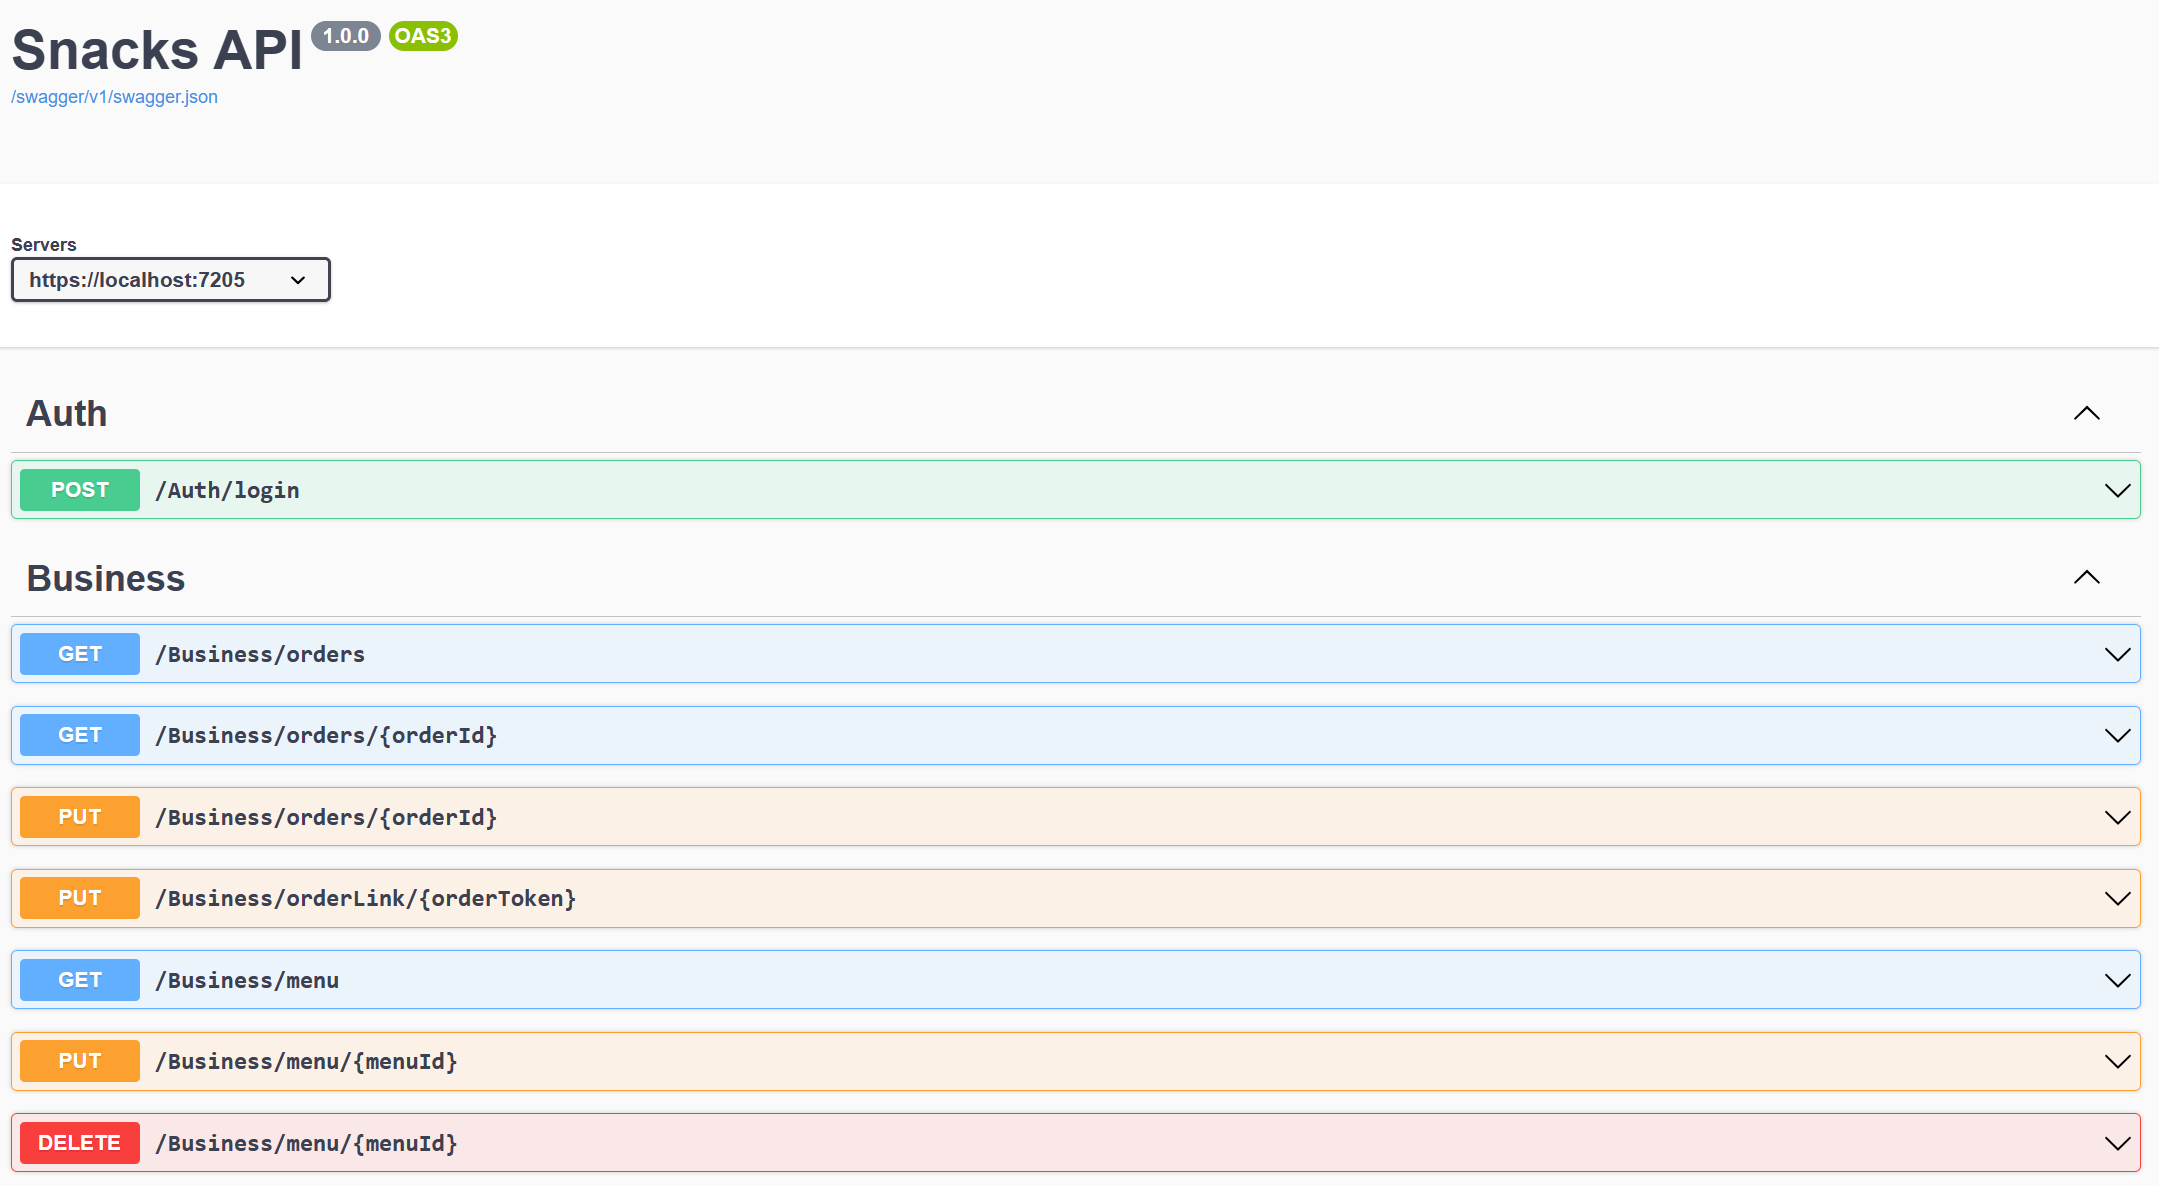 Snacks API 1.0.0 OAS3
/swagger/v1/swagger.json
Servers
https://localhost:7205
Auth
POST /Auth/login
Business
GET /Business/orders
GET /Business/orders/{orderId}
PUT /Business/orders/{orderId}
PUT /Business/orderLink/{orderToken}
GET /Business/menu
PUT /Business/menu/{menuId}
DELETE /Business/menu/{menuId}